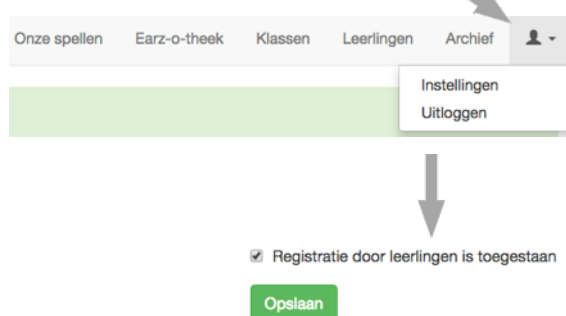 Onze spellen Earz-o-theek Klassen Leerlingen Archief
Instellingen
Uitloggen
Registratie door leerlingen is toegestaan
Opslaan